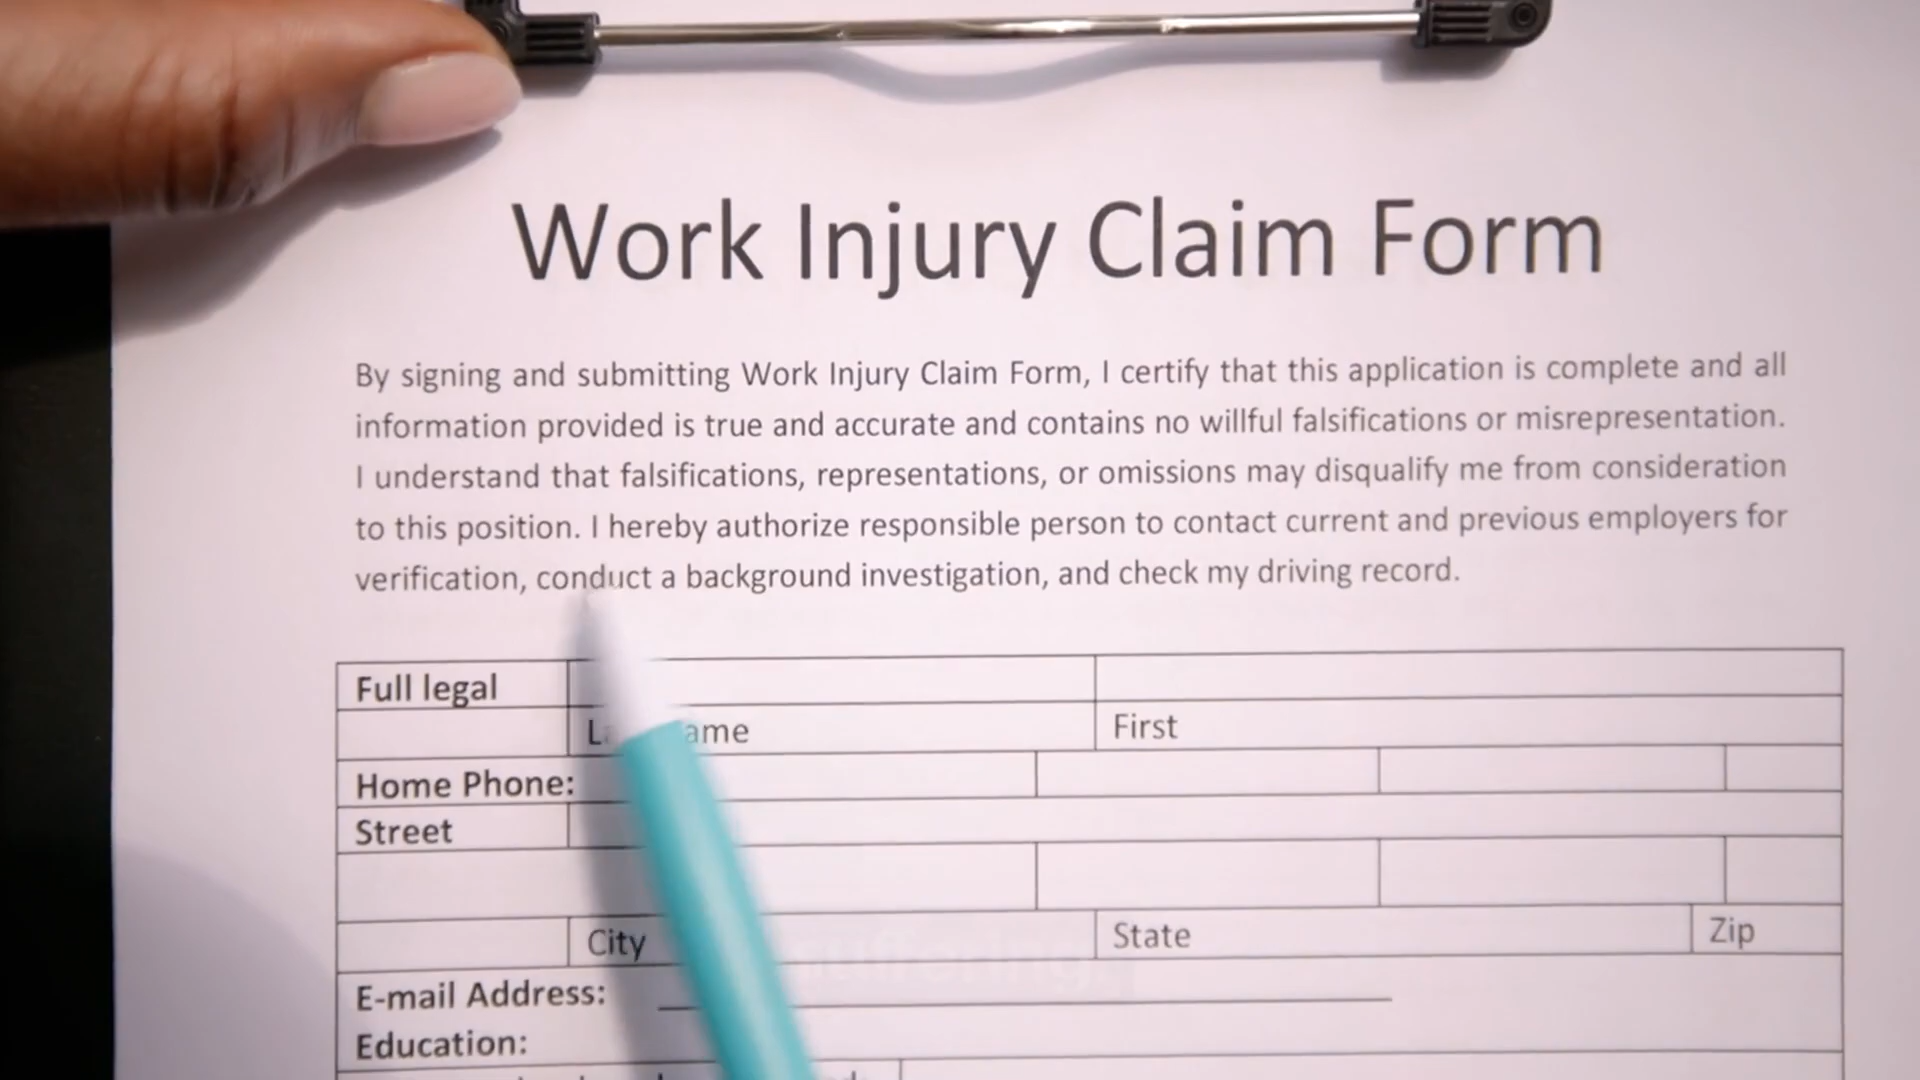 Work Injury Claim Form
By signing and submitting Work Injury Claim Form, I certify that this application is complete and all
information provided is true and accurate and contains no willful falsifications or misrepresentation.
I understand that falsifications, representations, or omissions may disqualify me from consideration
to this position. I hereby authorize responsible person to contact current and previous employers for
verification, conduct a background investigation, and check my driving record.
Full legal
First
Home Phone:
Street
City State Zip
suffering.
E-mail Address:
Education: